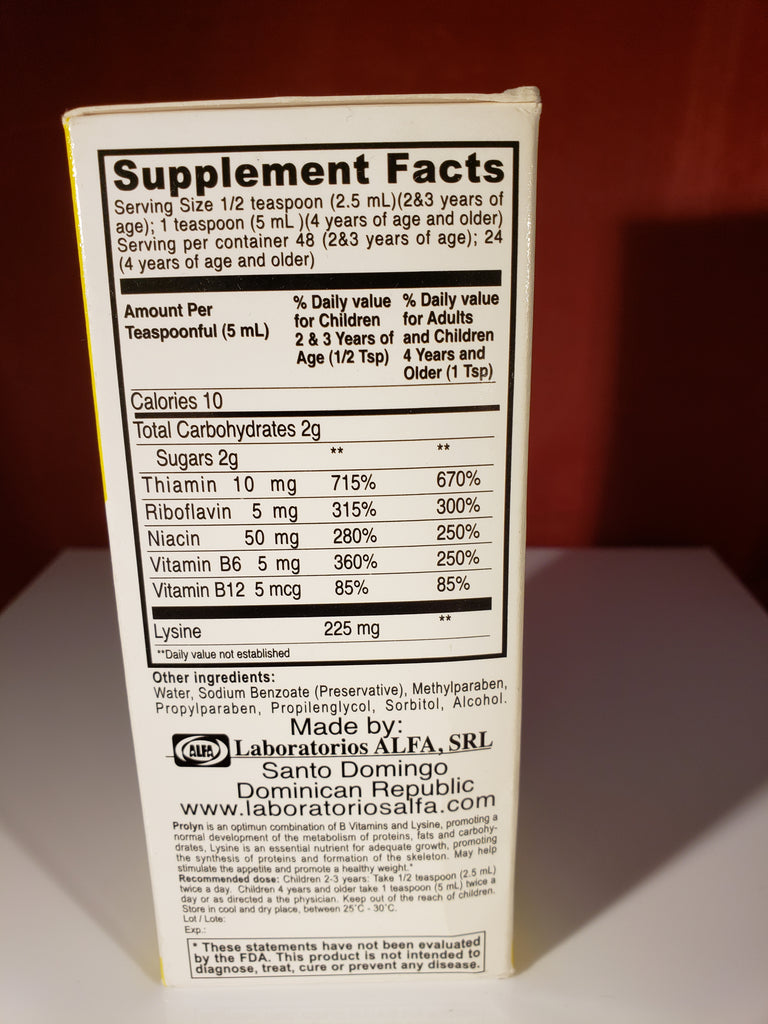 Supplement Facts
Serving Size 1/2 teaspoon (2.5 mL)(2&3 years of
age); 1 teaspoon (5 mL )(4 years of age and older)
Serving per container 48 (2&3 years of age); 24
(4 years of age and older)
Amount Per
Teaspoonful (5 mL)
% Daily value
for Children
2 & 3 Years of
Age (1/2 Tsp)
% Daily value
for Adults
and Children
4 Years and
Older (1 Tsp)
Calories 10
Total Carbohydrates 2g
Sugars 2g ** **
Thiamin 10 mg 715% 670%
Riboflavin 5 mg 315% 300%
Niacin 50 mg 280% 250%
Vitamin B6 5 mg 360% 250%
Vitamin B12 5 mcg 85% 85%
Lysine 225 mg **
**Daily value not established
Other ingredients:
Water, Sodium Benzoate (Preservative), Methylparaben,
Propylparaben, Propilenglycol, Sorbitol, Alcohol.
Made by:
ALFA Laboratorios ALFA, SRL
Santo Domingo
Dominican Republic
www.laboratoriosalfa.com
Prolyn is an optimun combination of B Vitamins and Lysine, promoting a
normal development of the metabolism of proteins, fats and carbohy-
drates, Lysine is an essential nutrient for adequate growth, promoting
the synthesis of proteins and formation of the skeleton. May help
stimulate the appetite and promote a healthy weight.*
Recommended dose: Children 2-3 years: Take 1/2 teaspoon (2.5 mL)
twice a day. Children 4 years and older take 1 teaspoon (5 mL) twice a
day or as directed a the physician. Keep out of the reach of children.
Store in cool and dry place, between 25°C - 30°C.
Lot / Lote:
Exp.:
* These statements have not been evaluated
by the FDA. This product is not intended to
diagnose, treat, cure or prevent any disease.